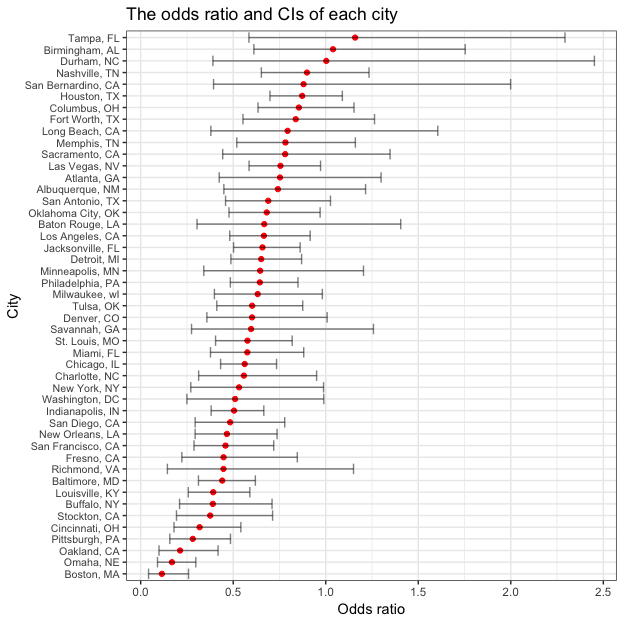 The odds ratio and CIs of each city
Tampa, FL
Birmingham, AL
Durham, NC
Nashville, TN
San Bernardino, CA
Houston, TX
Columbus, OH
Fort Worth, TX
Long Beach, CA
Memphis, TN
Sacramento, CA
Las Vegas, NV
Atlanta, GA
Albuquerque, NM
San Antonio, TX
Oklahoma City, OK
Baton Rouge, LA
Los Angeles, CA
Jacksonville, FL
Detroit, MI
Minneapolis, MN
Philadelphia, PA
Milwaukee, wI
Tulsa, OK
Denver, CO
Savannah, GA
St. Louis, MO
Miami, FL
Chicago, IL
Charlotte, NC
New York, NY
Washington, DC
Indianapolis, IN
San Diego, CA
New Orleans, LA
San Francisco, CA
Fresno, CA
Richmond, VA
Baltimore, MD
Louisville, KY
Buffalo, NY
Stockton, CA
Cincinnati, OH
Pittsburgh, PA
Oakland, CA
Omaha, NE
Boston, MA
City
0.0 0.5 1.0 1.5 2.0 2.5
Odds ratio